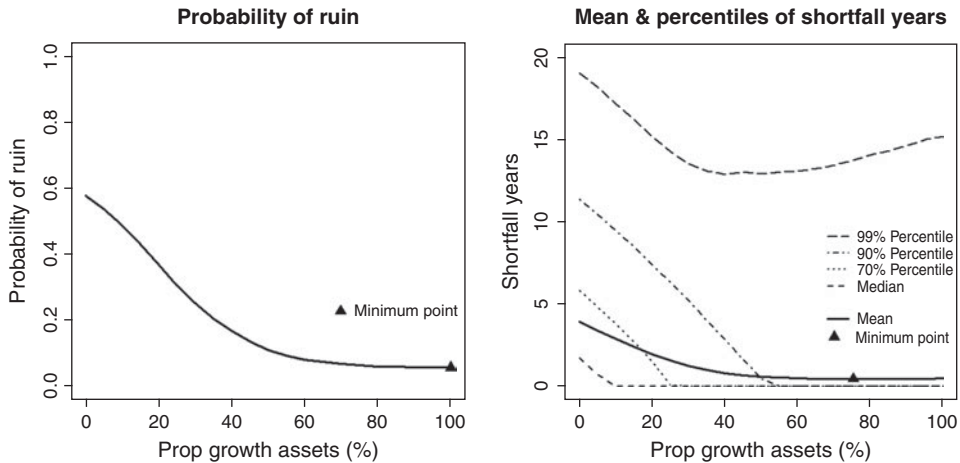 Probability of ruin
Probability of ruin
1.0
0.8
0.6
0.4
0.2
0.0
Minimum point
0 20 40 60 80 100
Prop growth assets (%)
Mean & percentiles of shortfall years
Shortfall years
20
15
10
5
0
99% Percentile
90% Percentile
70% Percentile
Median
Mean
Minimum point
0 20 40 60 80 100
Prop growth assets (%)